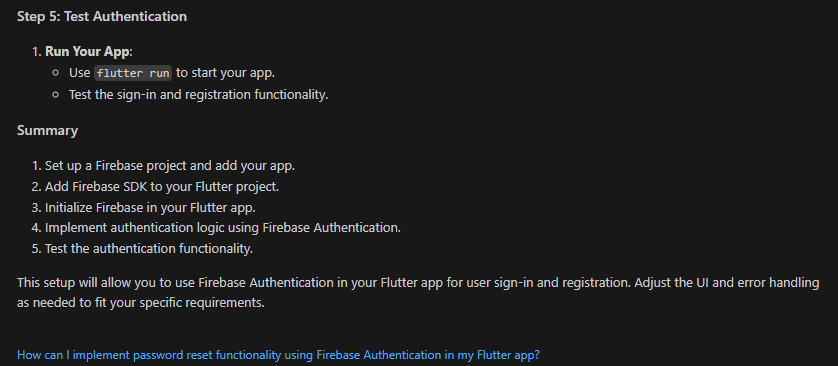 Step 5: Test Authentication
1. Run Your App:
○ Use flutter run to start your app.
○ Test the sign-in and registration functionality.
Summary
1. Set up a Firebase project and add your app.
2. Add Firebase SDK to your Flutter project.
3. Initialize Firebase in your Flutter app.
4. Implement authentication logic using Firebase Authentication.
5. Test the authentication functionality.
This setup will allow you to use Firebase Authentication in your Flutter app for user sign-in and registration. Adjust the UI and error handling
as needed to fit your specific requirements.
How can I implement password reset functionality using Firebase Authentication in my Flutter app?